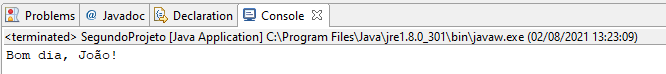 Problems @ Javadoc Declaration Console
<terminated> SegundoProjeto [Java Application] C:\Program Files\Java\jre1.8.0_301\bin\javaw.exe (02/08/2021 13:23:09)
Bom dia, João!